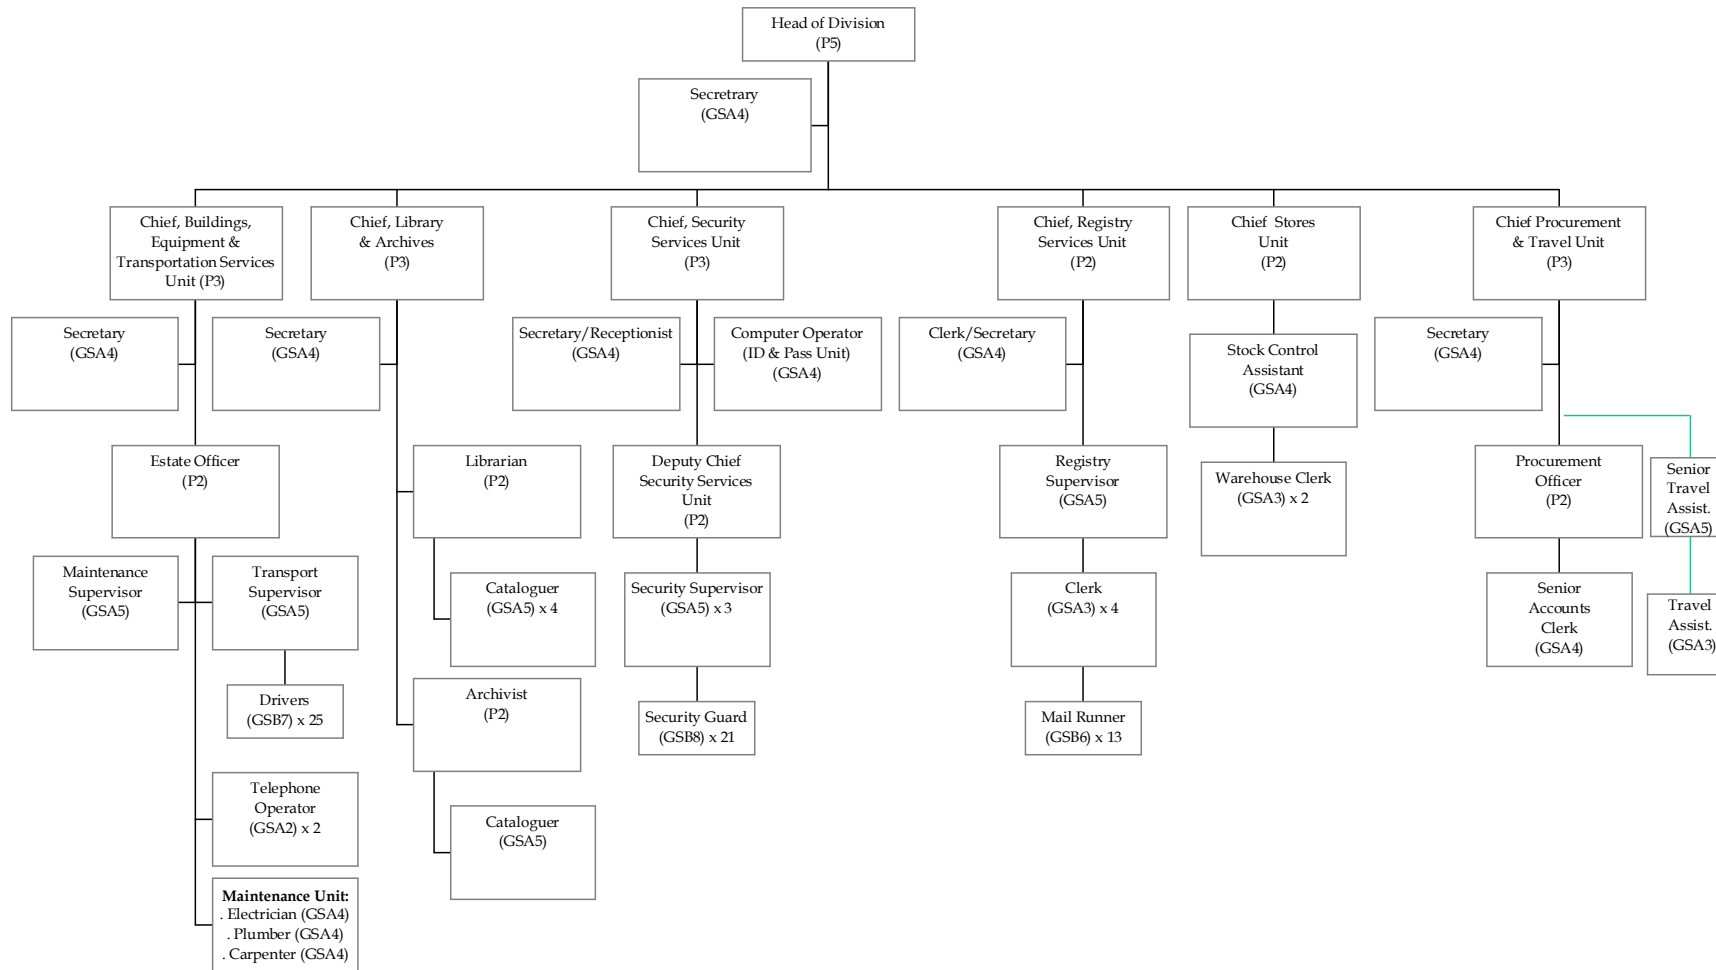 Head of Division
(P5)
Secretrary
(GSA4)
Chief, Buildings,
Equipment &
Transportation Services
Unit (P3)
Chief, Library
& Archives
(P3)
Chief, Security
Services Unit
(P3)
Chief, Registry
Services Unit
(P2)
Chief  Stores
Unit
(P2)
Chief Procurement
& Travel Unit
(P3)
Secretary
(GSA4)
Secretary
(GSA4)
Secretary/Receptionist
(GSA4)
Computer Operator
(ID & Pass Unit)
(GSA4)
Clerk/Secretary
(GSA4)
Stock Control
Assistant
(GSA4)
Secretary
(GSA4)
Estate Officer
(P2)
Librarian
(P2)
Deputy Chief
Security Services
Unit
(P2)
Registry
Supervisor
(GSA5)
Warehouse Clerk
(GSA3) x 2
Procurement
Officer
(P2)
Senior
Travel
Assist.
(GSA5)
Maintenance
Supervisor
(GSA5)
Transport
Supervisor
(GSA5)
Cataloguer
(GSA5) x 4
Security Supervisor
(GSA5) x 3
Clerk
(GSA3) x 4
Senior
Accounts
Clerk
(GSA4)
Travel
Assist.
(GSA3)
Drivers
(GSB7) x 25
Archivist
(P2)
Security Guard
(GSB8) x 21
Mail Runner
(GSB6) x 13
Telephone
Operator
(GSA2) x 2
Cataloguer
(GSA5)
Maintenance Unit:
. Electrician (GSA4)
. Plumber (GSA4)
. Carpenter (GSA4)